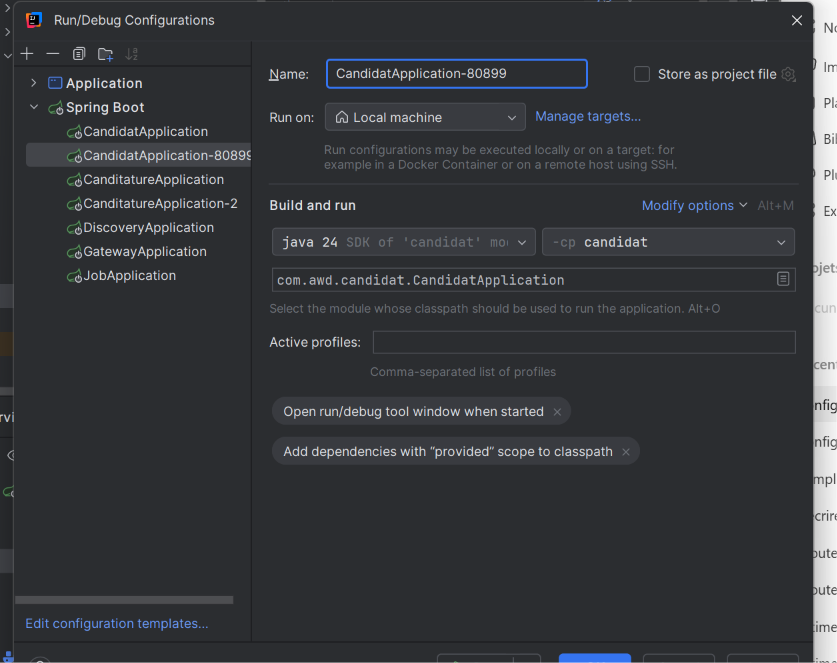 Run/Debug Configurations
Application
Spring Boot
CandidatApplication
CandidatApplication-80899
CanditatureApplication
CanditatureApplication-2
DiscoveryApplication
GatewayApplication
JobApplication
Edit configuration templates...
Name: CandidatApplication-80899
Store as project file
Run on: Local machine
Manage targets...
Run configurations may be executed locally or on a target: for
example in a Docker Container or on a remote host using SSH.
Build and run
Modify options Alt+M
java 24 SDK of 'candidat' mo
-cp candidat
com.awd.candidat.CandidatApplication
Select the module whose classpath should be used to run the application. Alt+O
Active profiles:
Comma-separated list of profiles
Open run/debug tool window when started
Add dependencies with “provided” scope to classpath